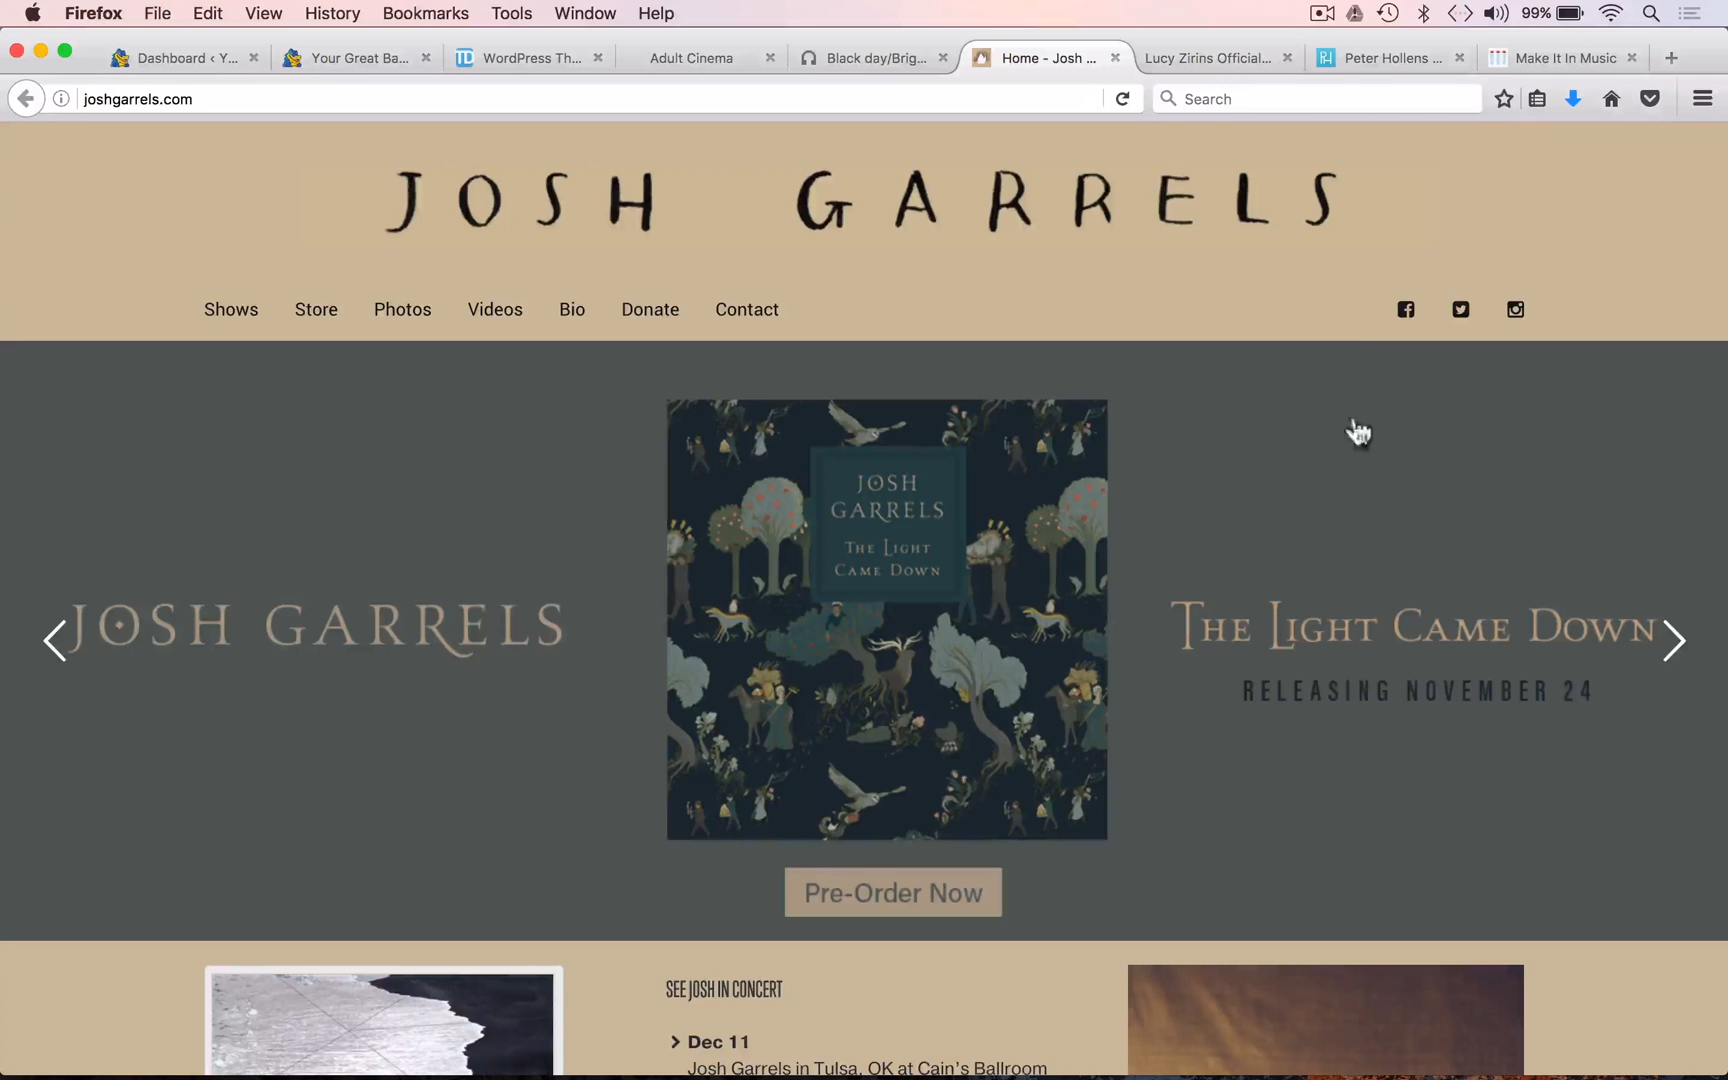 Firefox File Edit View History Bookmarks Tools Window Help 99%
Dashboard ‹ Y... Your Great Ba... WordPress Th... Adult Cinema Black day/Brig... Home - Josh ... Lucy Zirins Official... Peter Hollens ... Make It In Music
joshgarrels.com Search
JOSH GARRELS
Shows Store Photos Videos Bio Donate Contact
JOSH
GARRELS
THE LIGHT
CAME DOWN
JOSH GARRELS
THE LIGHT CAME DOWN
RELEASING NOVEMBER 24
Pre-Order Now
SEE JOSH IN CONCERT
Dec 11
Josh Garrels in Tulsa, OK at Cain's Ballroom